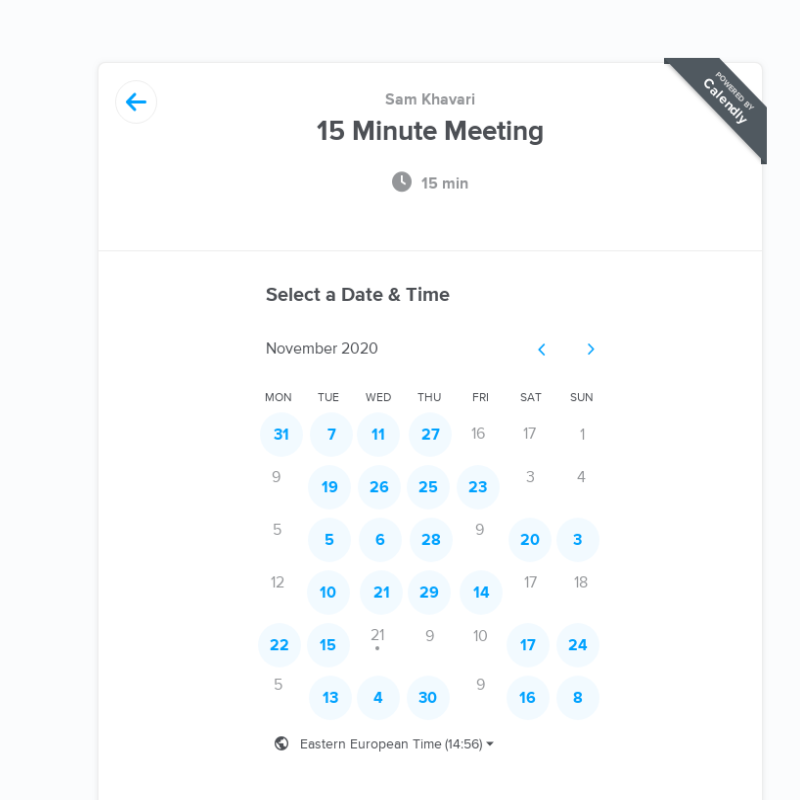 POWERED BY
Calendly
Sam Khavari
15 Minute Meeting
15 min
Select a Date & Time
November 2020
MON TUE WED THU FRI SAT SUN
31 7 11 27 16 17 1
9 19 26 25 23 3 4
5 5 6 28 9 20 3
12 10 21 29 14 17 18
22 15 21 9 10 17 24
5 13 4 30 9 16 8
Eastern European Time (14:56)